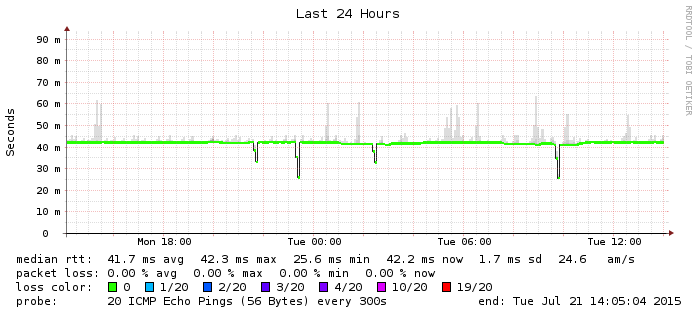 Last 24 Hours
RRDTOOL / TOBI OETIKER
Seconds
90 m
80 m
70 m
60 m
50 m
40 m
30 m
20 m
10 m
0
Mon 18:00 Tue 00:00 Tue 06:00 Tue 12:00
median rtt: 41.7 ms avg 42.3 ms max 25.6 ms min 42.2 ms now 1.7 ms sd 24.6 am/s
packet loss: 0.00 % avg 0.00 % max 0.00 % min 0.00 % now
loss color: 0 1/20 2/20 3/20 4/20 10/20 19/20
probe: 20 ICMP Echo Pings (56 Bytes) every 300s end: Tue Jul 21 14:05:04 2015